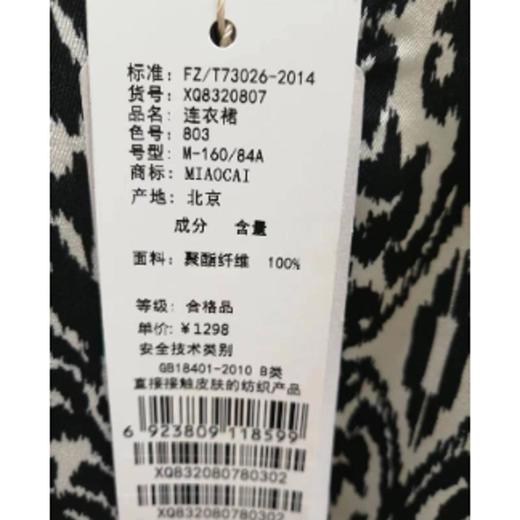 标准: FZ/T73026-2014
货号: XQ8320807
品名: 连衣裙
色号: 803
号型: M-160/84A
商标: MIAOCAI
产地: 北京
成分 含量
面料: 聚酯纤维 100%
等级: 合格品
单价: ¥1298
安全技术类别
GB18401-2010 B类
直接接触皮肤的纺织产品
6 923809 118599
XQ832080780302
XQ832080780302